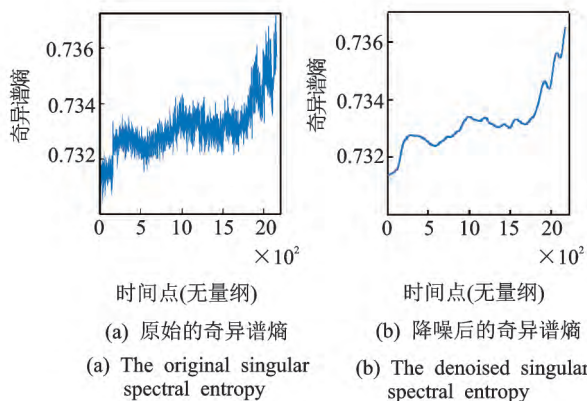 0.736
0.734
0.732
奇异谱熵
0 5 10 15 20
×10²
时间点(无量纲)
(a) 原始的奇异谱熵
(a) The original singular
spectral entropy
0.736
0.734
0.732
奇异谱熵
0 5 10 15 20
×10²
时间点(无量纲)
(b) 降噪后的奇异谱熵
(b) The denoised singular
spectral entropy